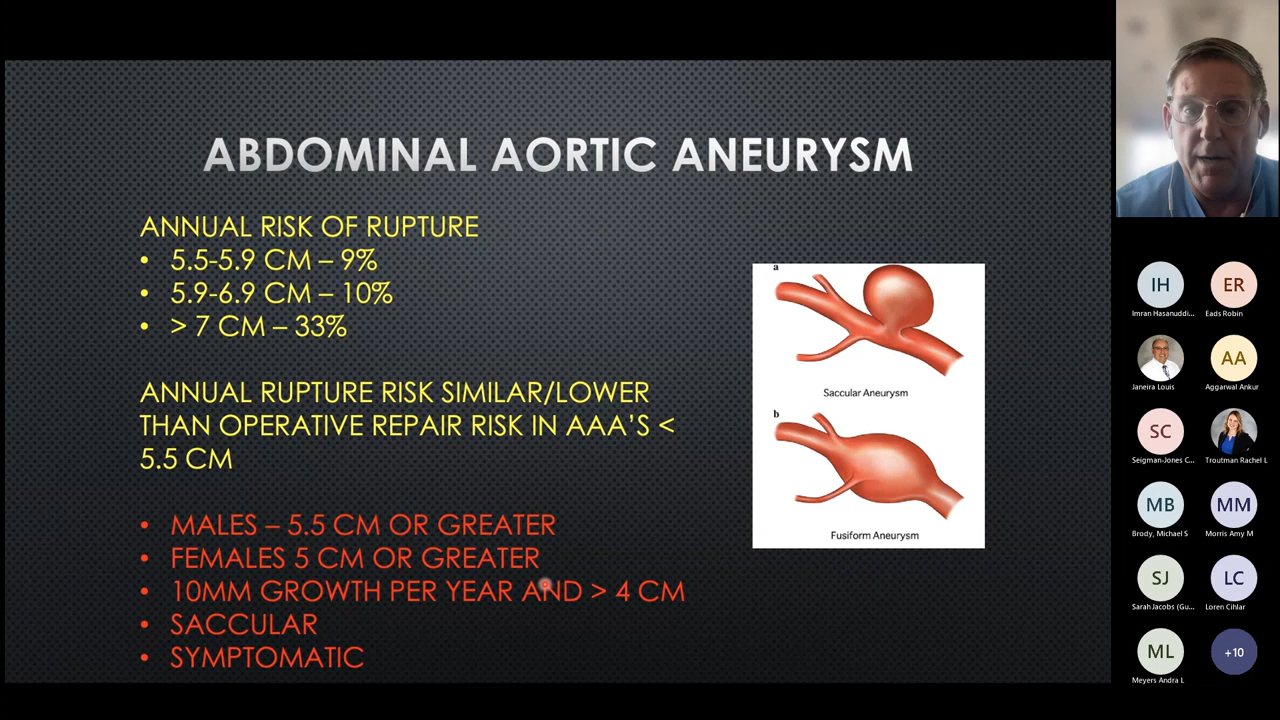 ABDOMINAL AORTIC ANEURYSM
ANNUAL RISK OF RUPTURE
• 5.5-5.9 CM – 9%
• 5.9-6.9 CM – 10%
• > 7 CM – 33%
ANNUAL RUPTURE RISK SIMILAR/LOWER
THAN OPERATIVE REPAIR RISK IN AAA'S <
5.5 CM
• MALES – 5.5 CM OR GREATER
• FEMALES 5 CM OR GREATER
• 10MM GROWTH PER YEAR AND > 4 CM
• SACCULAR
• SYMPTOMATIC
a
Saccular Aneurysm
b
Fusiform Aneurysm
IH
Imran Hasanuddi...
ER
Eads Robin
Janeira Louis
AA
Aggarwal Ankur
SC
Seigman-Jones C...
Troutman Rachel L
MB
Brody, Michael S
MM
Morris Amy M
SJ
Sarah Jacobs (Gu...
LC
Loren Cihlar
ML
Meyers Andra L
+10